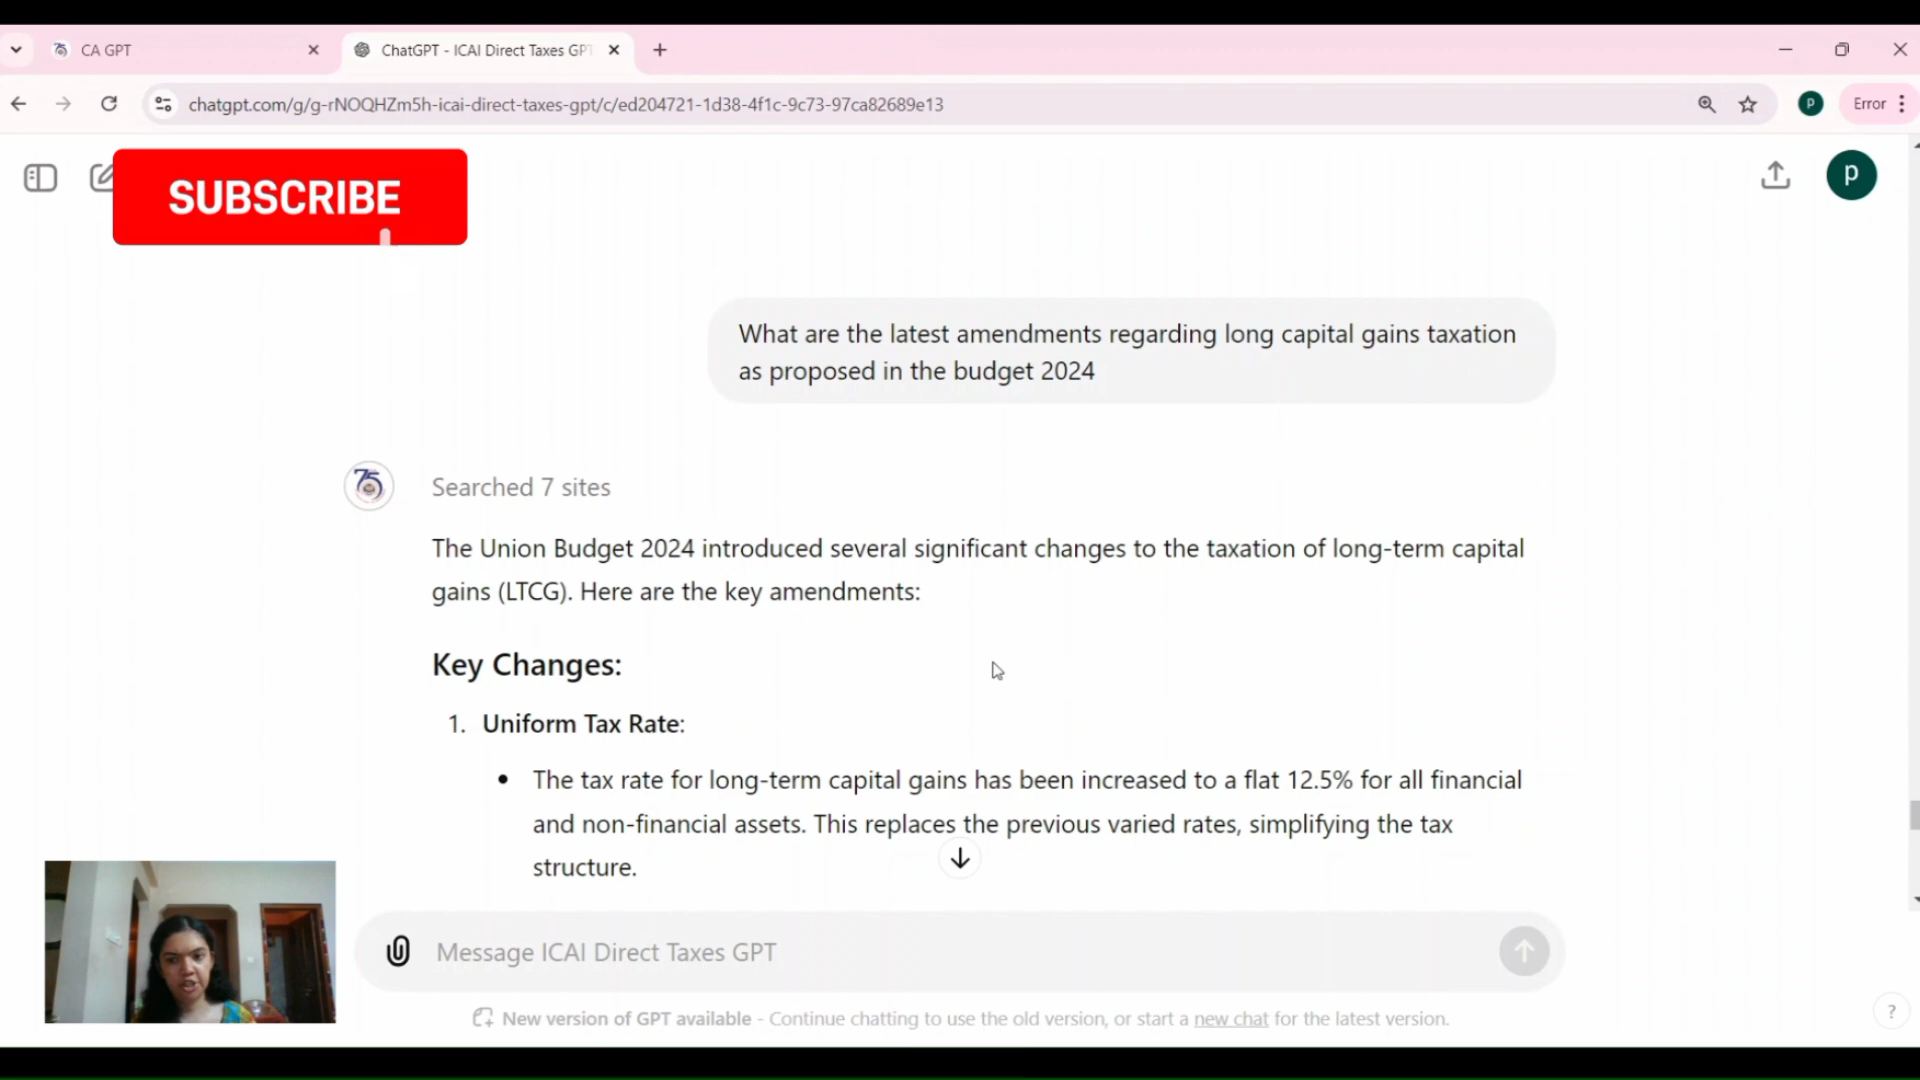 CA GPT
ChatGPT - ICAI Direct Taxes GPT
chatgpt.com/g/g-rNOQHZm5h-icai-direct-taxes-gpt/c/ed204721-1d38-4f1c-9c73-97ca82689e13
P
Error
SUBSCRIBE
P
What are the latest amendments regarding long capital gains taxation
as proposed in the budget 2024
75
Searched 7 sites
The Union Budget 2024 introduced several significant changes to the taxation of long-term capital
gains (LTCG). Here are the key amendments:
Key Changes:
1. Uniform Tax Rate:
• The tax rate for long-term capital gains has been increased to a flat 12.5% for all financial
and non-financial assets. This replaces the previous varied rates, simplifying the tax
structure.
Message ICAI Direct Taxes GPT
New version of GPT available - Continue chatting to use the old version, or start a new chat for the latest version.
?